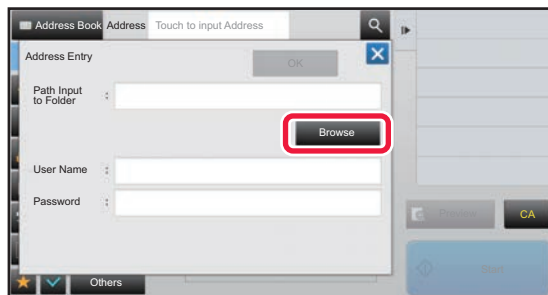 Address Book Address Touch to input Address
Address Entry
OK
Path Input
to Folder :
Browse
User Name :
Password :
Preview
CA
Start
Others